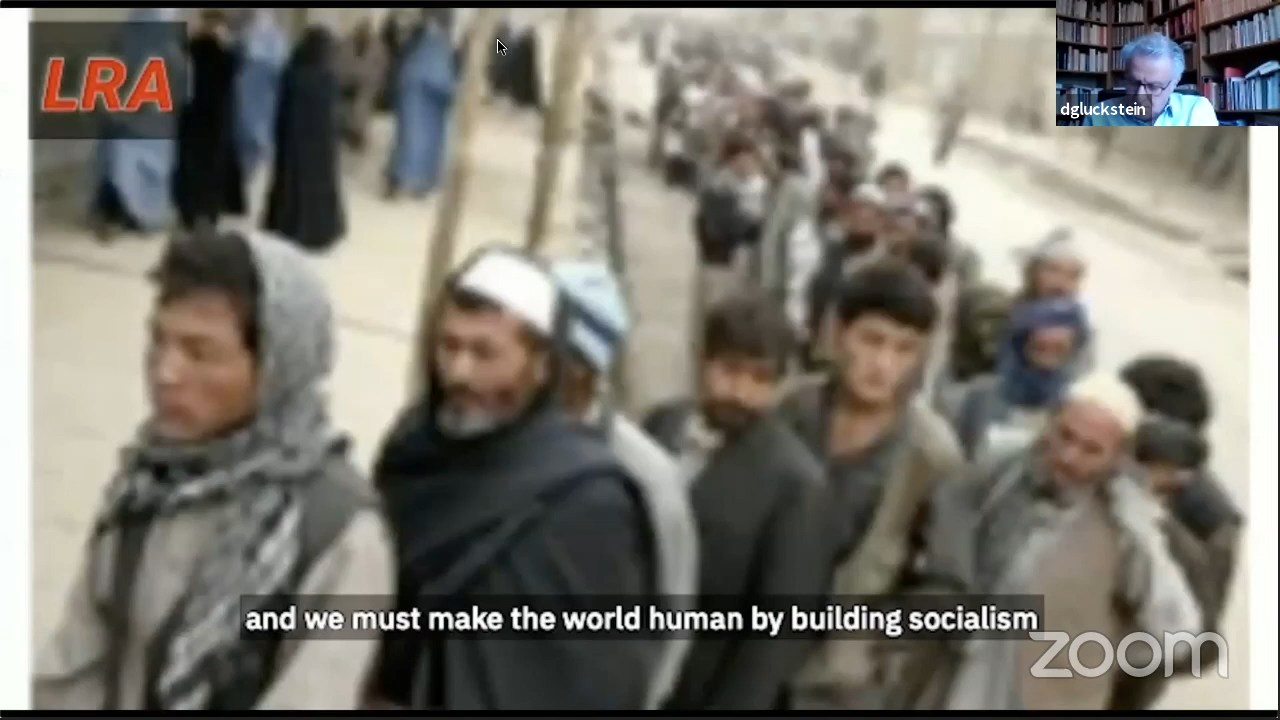 LRA
dgluckstein
and we must make the world human by building socialism
zoom